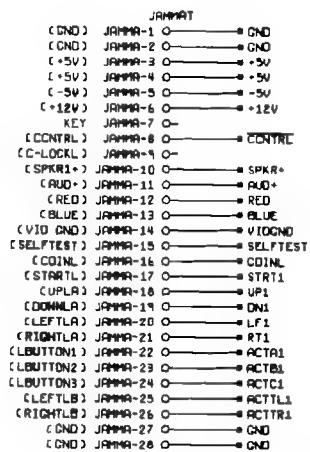 JAMMAT
(GND) JAMMA-1 GND
(GND) JAMMA-2 GND
(+5V) JAMMA-3 +5V
(+5V) JAMMA-4 +5V
(-5V) JAMMA-5 -5V
(+12V) JAMMA-6 +12V
KEY JAMMA-7
(CCNTRL) JAMMA-8 CCNTRL
(C-LOCKL) JAMMA-9
(SPKR1+) JAMMA-10 SPKR+
(AUD+) JAMMA-11 AUD+
(RED) JAMMA-12 RED
(BLUE) JAMMA-13 BLUE
(VID GND) JAMMA-14 VIDGND
(SELFTEST) JAMMA-15 SELFTEST
(COINL) JAMMA-16 COINL
(STARTL) JAMMA-17 STRT1
(UPLA) JAMMA-18 UP1
(DOWNLA) JAMMA-19 DN1
(LEFTLA) JAMMA-20 LF1
(RIGHTLA) JAMMA-21 RT1
(LBUTTON1) JAMMA-22 ACTA1
(LBUTTON2) JAMMA-23 ACTB1
(LBUTTON3) JAMMA-24 ACTC1
(LEFTLB) JAMMA-25 ACTTL1
(RIGHTLB) JAMMA-26 ACTTR1
(GND) JAMMA-27 GND
(GND) JAMMA-28 GND